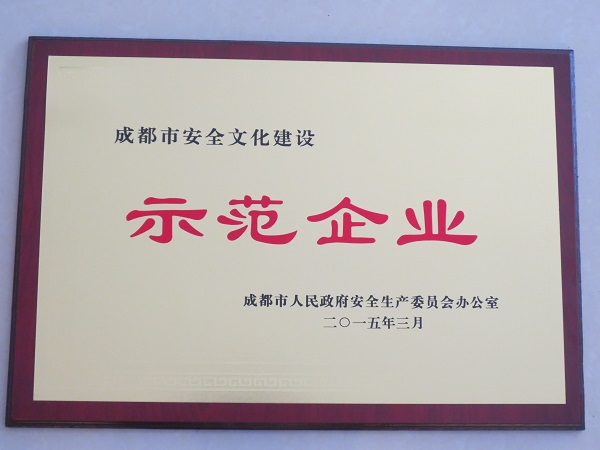 成都市安全文化建设
示范企业
成都市人民政府安全生产委员会办公室
二〇一五年三月